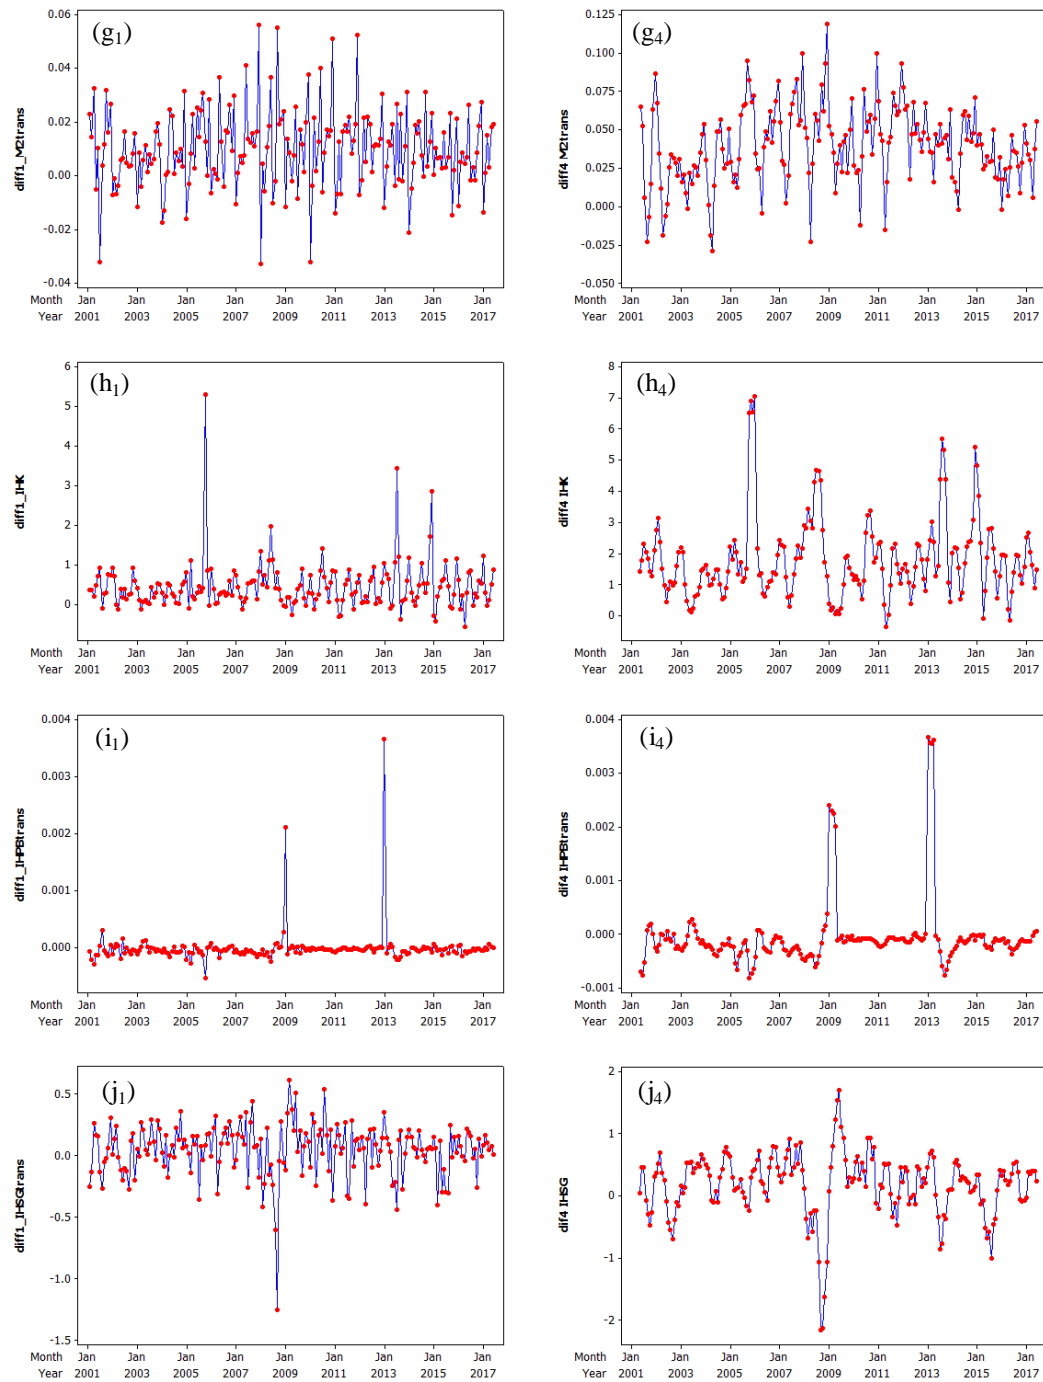 (g₁)
diff1_M2trans
0.06
0.04
0.02
0.00
-0.02
-0.04
Month Jan Jan Jan Jan Jan Jan Jan Jan Jan
Year 2001 2003 2005 2007 2009 2011 2013 2015 2017
(g₄)
diff4 M2trans
0.125
0.100
0.075
0.050
0.025
0.000
-0.025
-0.050
Month Jan Jan Jan Jan Jan Jan Jan Jan Jan
Year 2001 2003 2005 2007 2009 2011 2013 2015 2017
(h₁)
diff1_IHK
6
5
4
3
2
1
0
Month Jan Jan Jan Jan Jan Jan Jan Jan Jan
Year 2001 2003 2005 2007 2009 2011 2013 2015 2017
(h₄)
diff4 IHK
8
7
6
5
4
3
2
1
0
Month Jan Jan Jan Jan Jan Jan Jan Jan Jan
Year 2001 2003 2005 2007 2009 2011 2013 2015 2017
(i₁)
diff1_IHPBtrans
0.004
0.003
0.002
0.001
0.000
Month Jan Jan Jan Jan Jan Jan Jan Jan Jan
Year 2001 2003 2005 2007 2009 2011 2013 2015 2017
(i₄)
diff4 IHPBtrans
0.004
0.003
0.002
0.001
0.000
-0.001
Month Jan Jan Jan Jan Jan Jan Jan Jan Jan
Year 2001 2003 2005 2007 2009 2011 2013 2015 2017
(j₁)
diff1_IHSGtrans
0.5
0.0
-0.5
-1.0
-1.5
Month Jan Jan Jan Jan Jan Jan Jan Jan Jan
Year 2001 2003 2005 2007 2009 2011 2013 2015 2017
(j₄)
diff4 IHSG
2
1
0
-1
-2
Month Jan Jan Jan Jan Jan Jan Jan Jan Jan
Year 2001 2003 2005 2007 2009 2011 2013 2015 2017